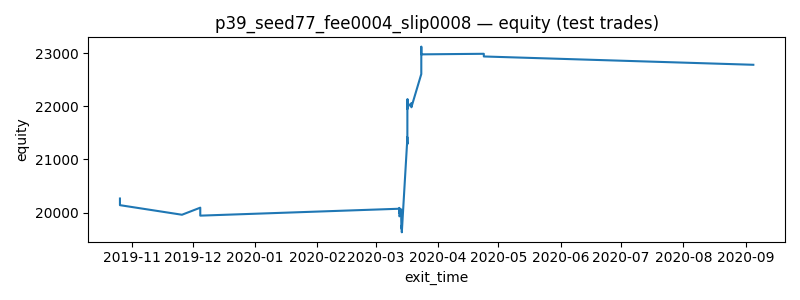 p39_seed77_fee0004_slip0008 — equity (test trades)
equity
23000
22000
21000
20000
2019-11 2019-12 2020-01 2020-02 2020-03 2020-04 2020-05 2020-06 2020-07 2020-08 2020-09
exit_time